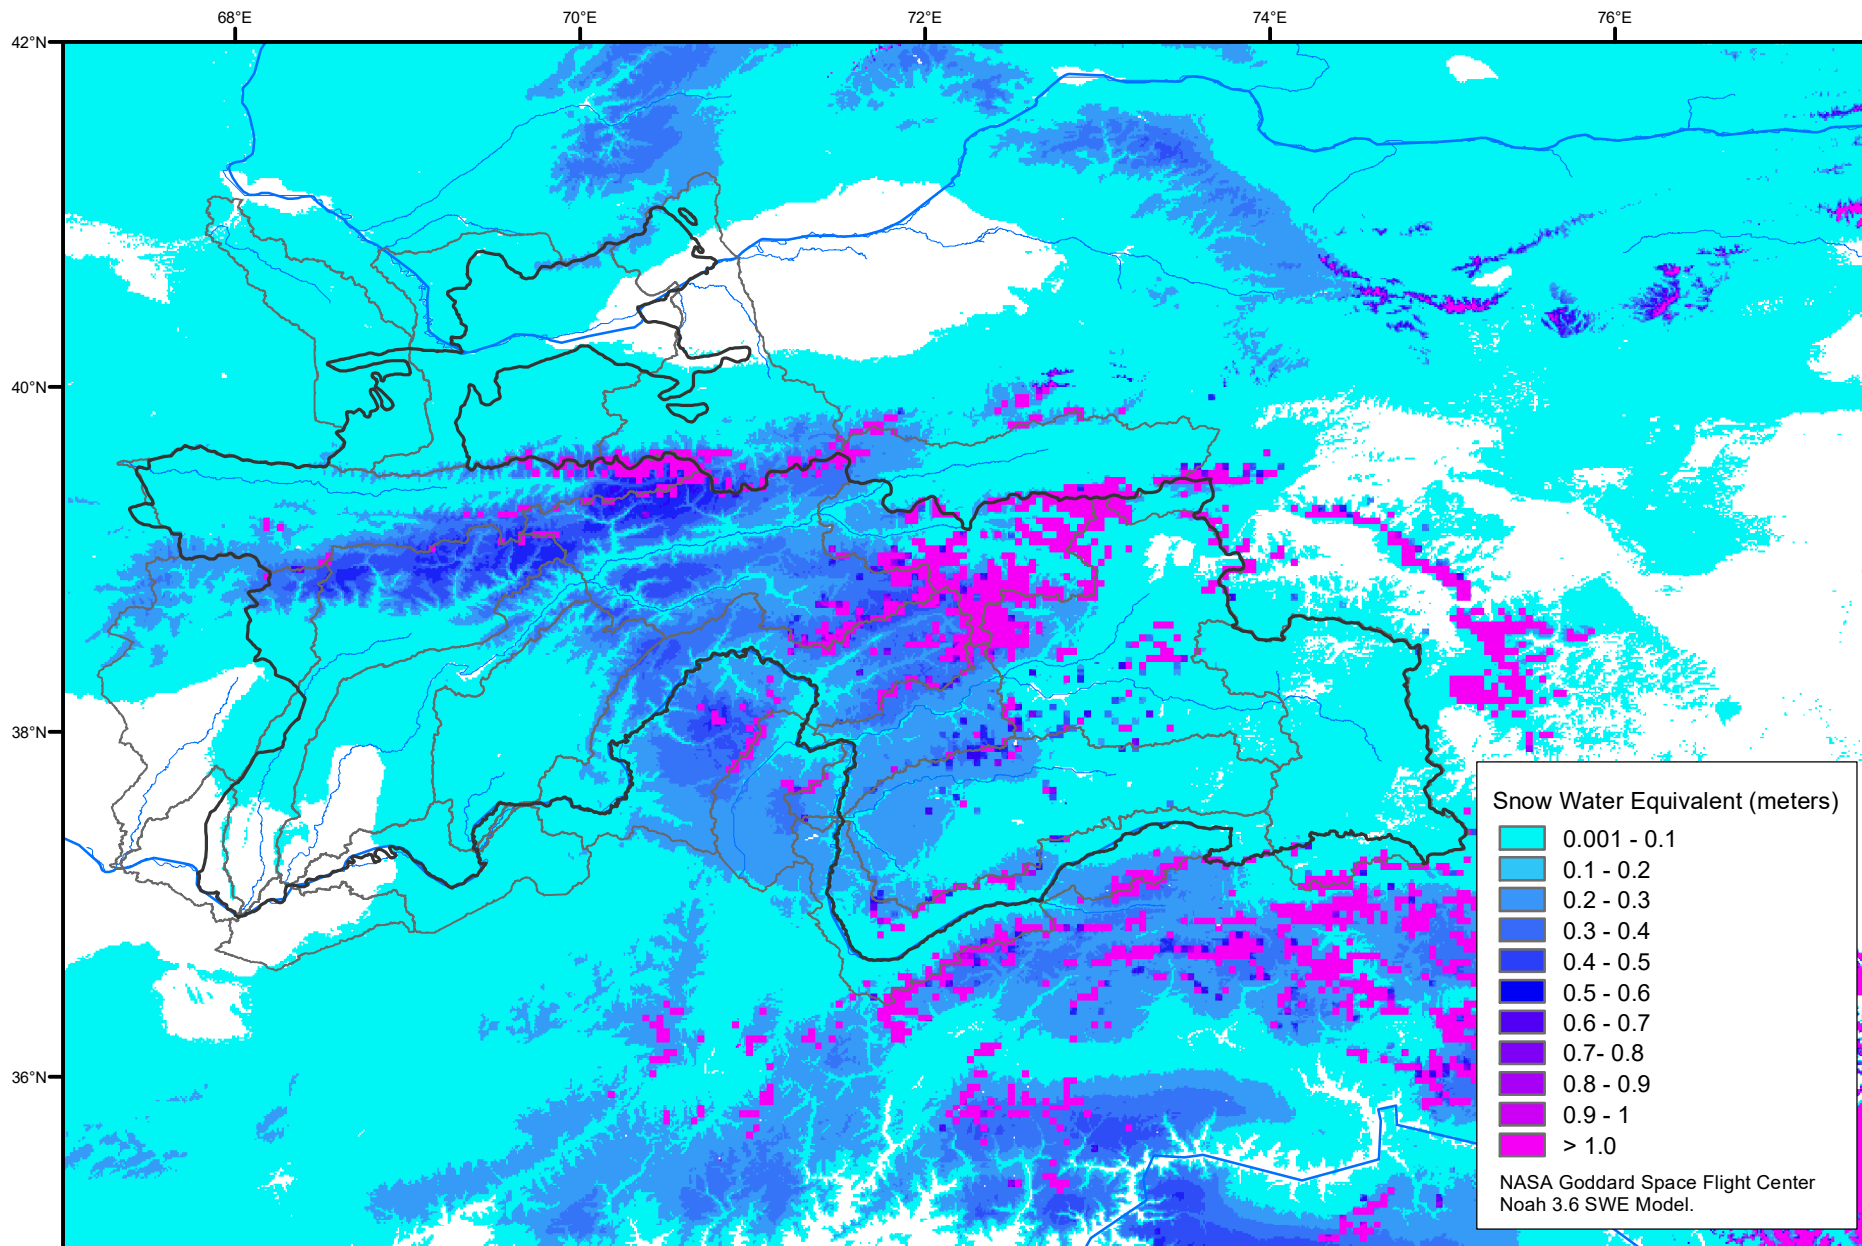 68°E 70°E 72°E 74°E 76°E
42°N
40°N
38°N
36°N
Snow Water Equivalent (meters)
0.001 - 0.1
0.1 - 0.2
0.2 - 0.3
0.3 - 0.4
0.4 - 0.5
0.5 - 0.6
0.6 - 0.7
0.7- 0.8
0.8 - 0.9
0.9 - 1
> 1.0
NASA Goddard Space Flight Center
Noah 3.6 SWE Model.